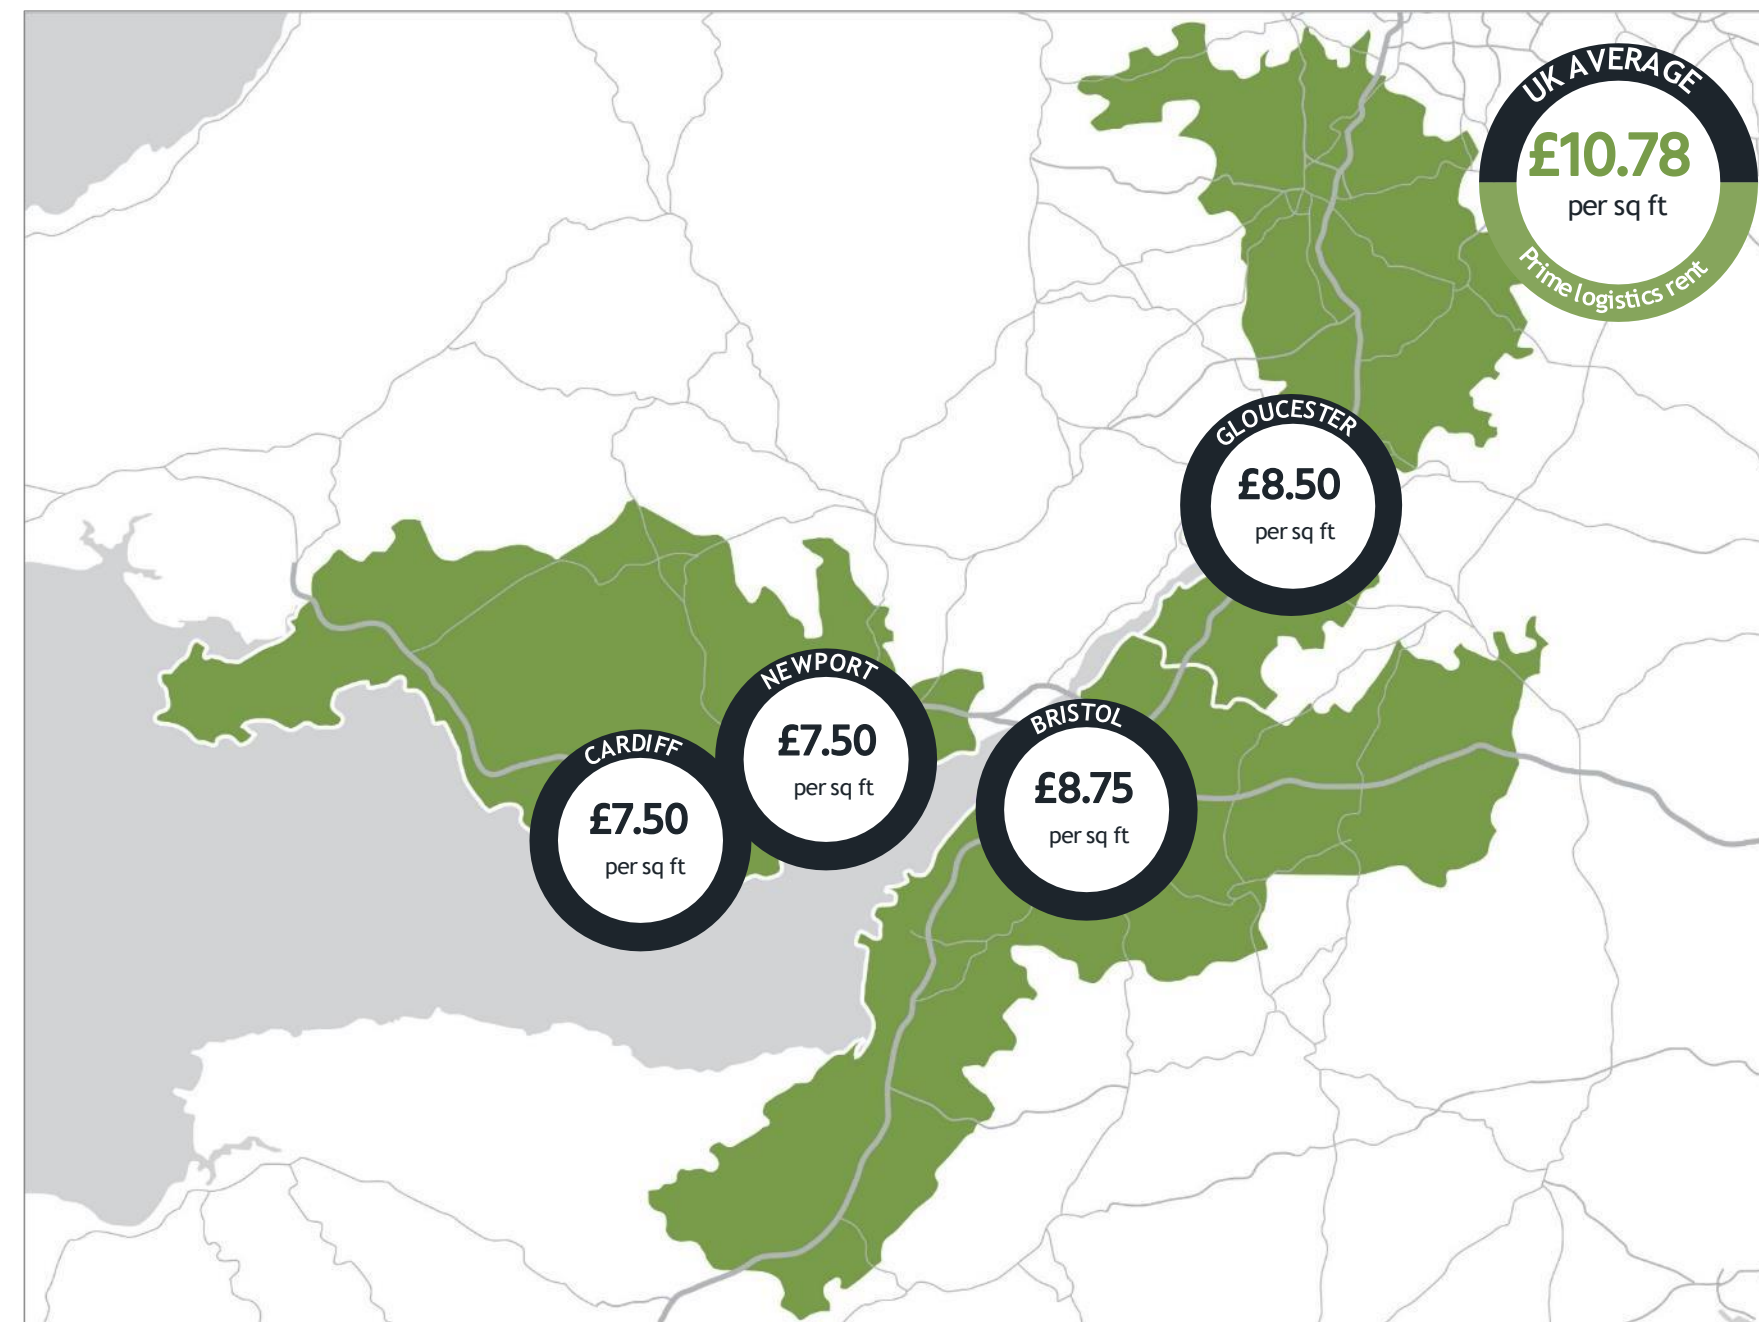 UK AVERAGE
£10.78
per sq ft
Prime logistics rent
GLOUCESTER
£8.50
per sq ft
NEWPORT
£7.50
per sq ft
BRISTOL
£8.75
per sq ft
CARDIFF
£7.50
per sq ft